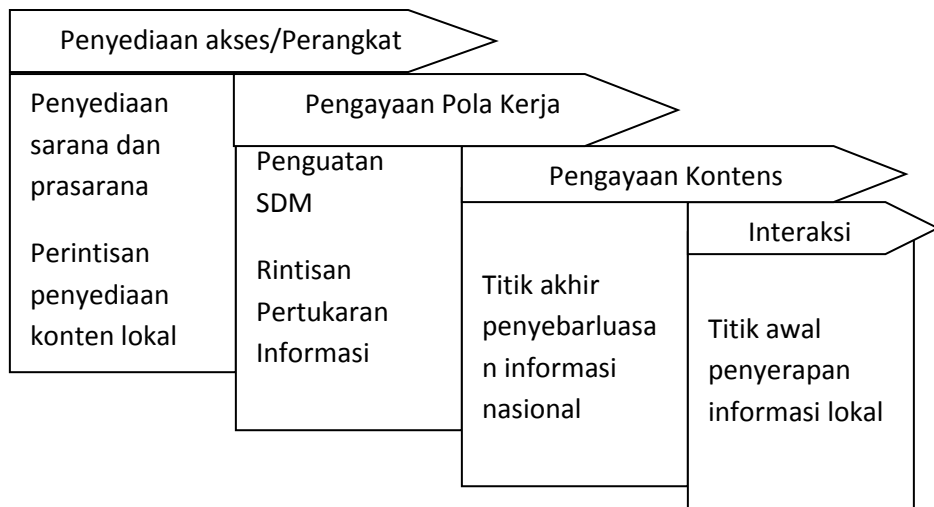 Penyediaan akses/Perangkat
Penyediaan
sarana dan
prasarana
Perintisan
penyediaan
konten lokal
Pengayaan Pola Kerja
Penguatan
SDM
Rintisan
Pertukaran
Informasi
Pengayaan Kontens
Titik akhir
penyebarluasa
n informasi
nasional
Interaksi
Titik awal
penyerapan
informasi lokal